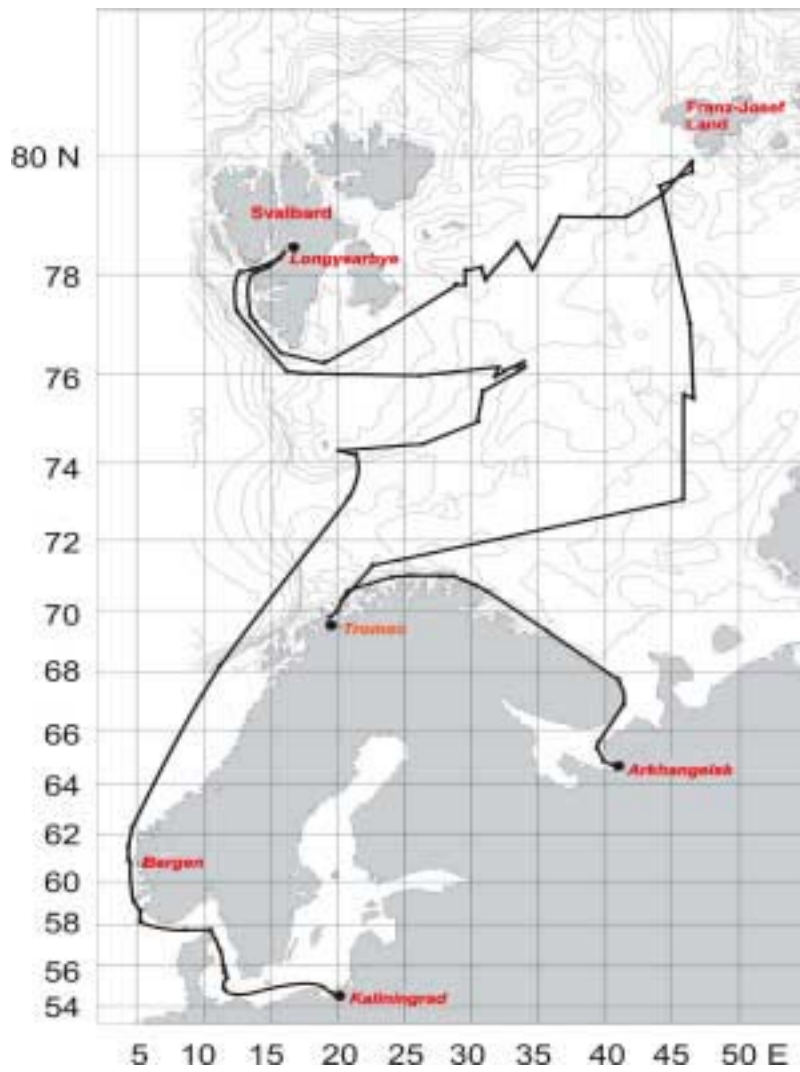 Franz-Josef
Land
80 N
Svalbard
Longyearbye
78
76
74
72
70
Tromso
68
66
64
Arkhangelsk
62
Bergen
60
58
56
Kaliningrad
54
5 10 15 20 25 30 35 40 45 50 E